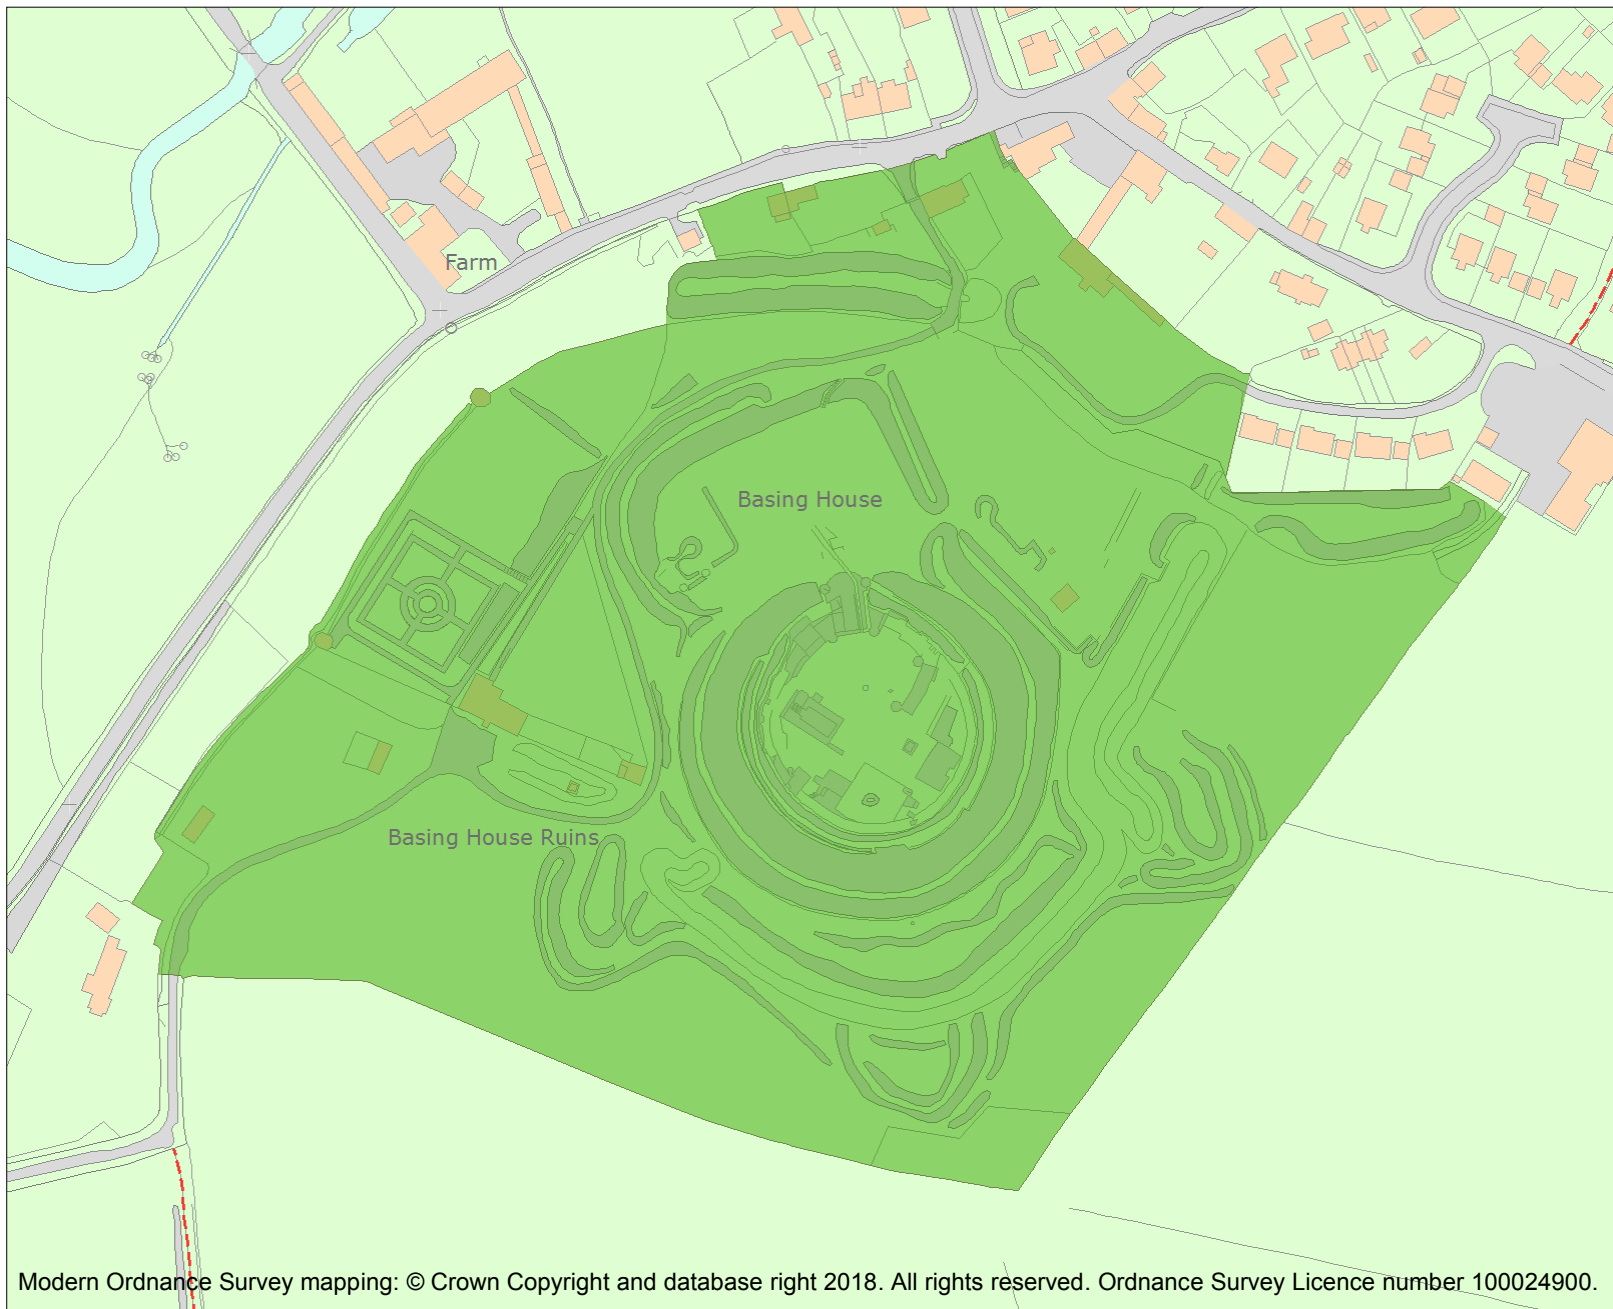 Farm
Basing House
Basing House Ruins
Modern Ordnance Survey mapping: © Crown Copyright and database right 2018. All rights reserved. Ordnance Survey Licence number 100024900.